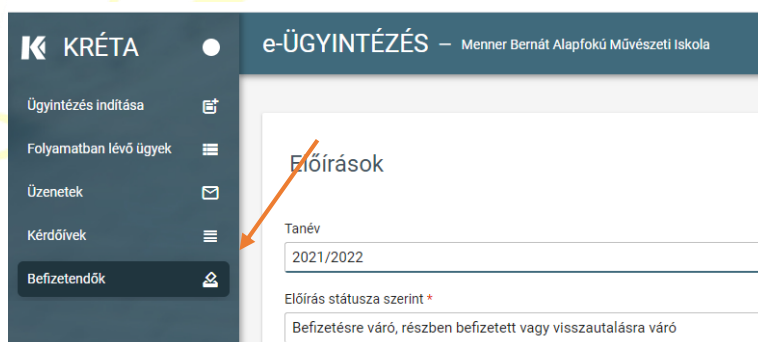 KRÉTA
e-ÜGYINTÉZÉS – Menner Bernát Alapfokú Művészeti Iskola
Ügyintézés indítása
Folyamatban lévő ügyek
Üzenetek
Kérdőívek
Befizetendők
Előírások
Tanév
2021/2022
Előírás státusza szerint *
Befizetésre váró, részben befizetett vagy visszautalásra váró